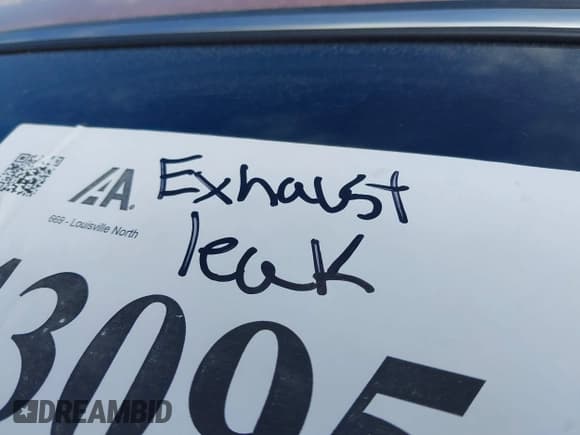 IAA
Exhaust
669 - Louisville North
leak
3095
DREAMBID